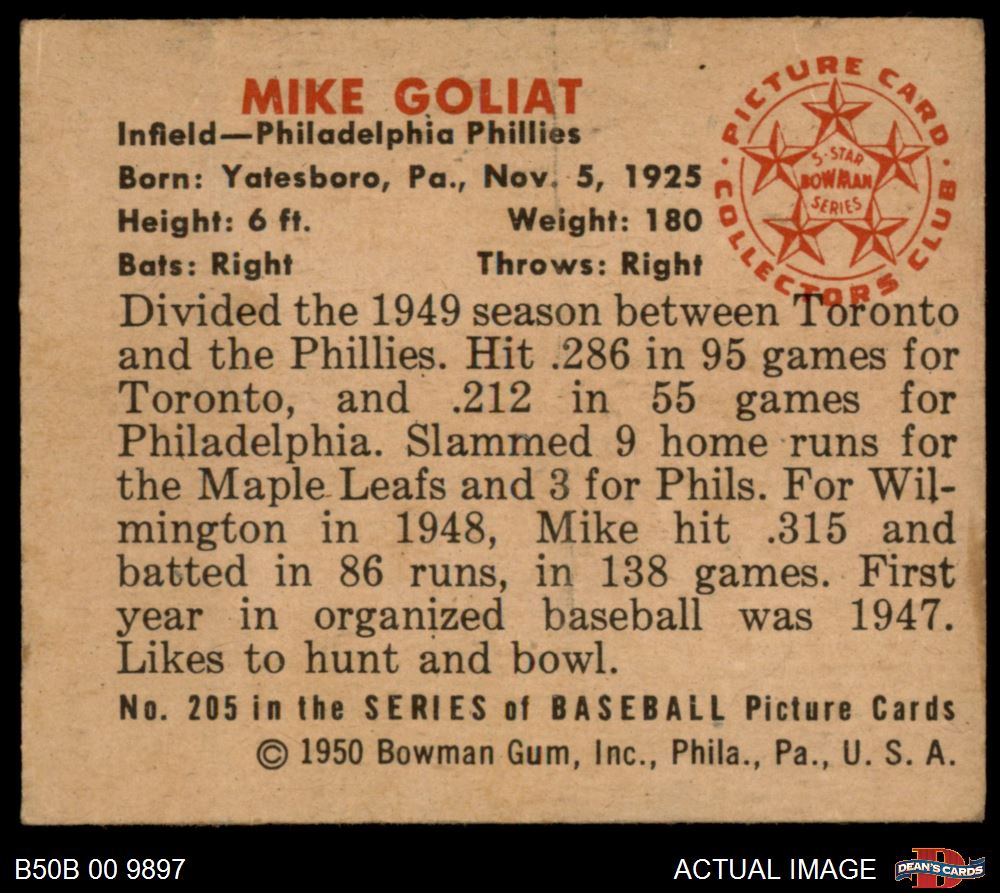 MIKE GOLIAT
Infield—Philadelphia Phillies
Born: Yatesboro, Pa., Nov. 5, 1925
Height: 6 ft. Weight: 180
Bats: Right Throws: Right
PICTURE CARD COLLECTORS CLUB
5-STAR
BOWMAN
SERIES
Divided the 1949 season between Toronto
and the Phillies. Hit .286 in 95 games for
Toronto, and .212 in 55 games for
Philadelphia. Slammed 9 home runs for
the Maple Leafs and 3 for Phils. For Wil-
mington in 1948, Mike hit .315 and
batted in 86 runs, in 138 games. First
year in organized baseball was 1947.
Likes to hunt and bowl.
No. 205 in the SERIES of BASEBALL Picture Cards
© 1950 Bowman Gum, Inc., Phila., Pa., U. S. A.
B50B 00 9897
ACTUAL IMAGE
D
DEAN'S CARDS